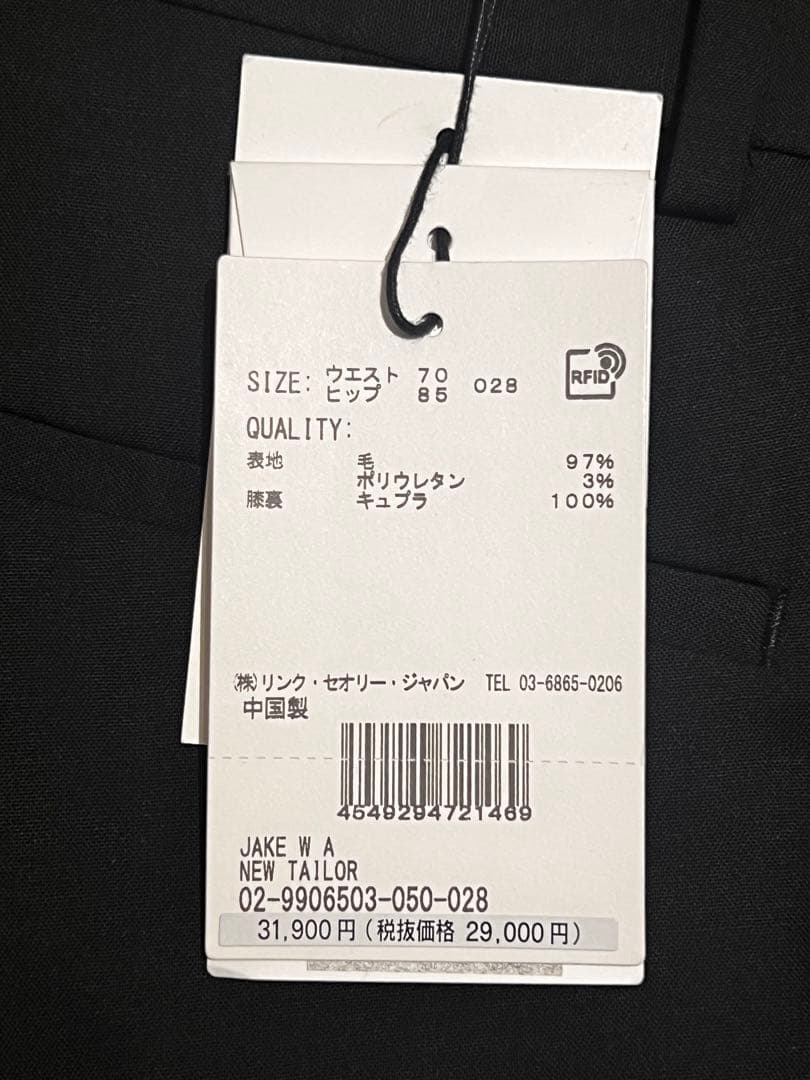 SIZE: ウエスト 70 028
ヒップ 85
RFID
QUALITY:
表地 毛 97%
ポリウレタン 3%
膝裏 キュプラ 100%
(株)リンク・セオリー・ジャパン TEL 03-6865-0206
中国製
4549294721469
JAKE W A
NEW TAILOR
02-9906503-050-028
31,900円(税抜価格 29,000円)